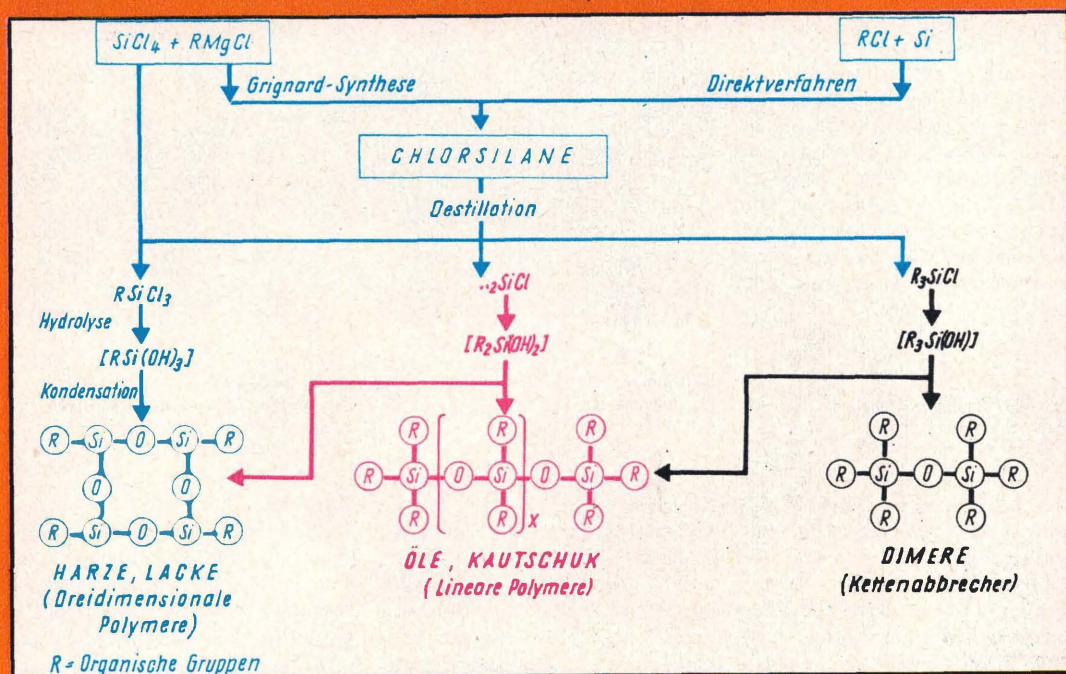 SiCl₄ + RMgCl
RCl + Si
Grignard-Synthese
Direktverfahren
CHLORSILANE
Destillation
RSiCl₃
..₂SiCl
R₃SiCl
Hydrolyse
[RSi(OH)₃]
[R₂Si(OH)₂]
[R₃Si(OH)]
Kondensation
R Si O Si R
O O
R Si O Si R
R R R
R Si O Si O Si R
R R R
x
R R
R Si O Si R
R R
HARZE, LACKE
(Dreidimensionale
Polymere)
ÖLE, KAUTSCHUK
(Lineare Polymere)
DIMERE
(Kettenabbrecher)
R = Organische Gruppen